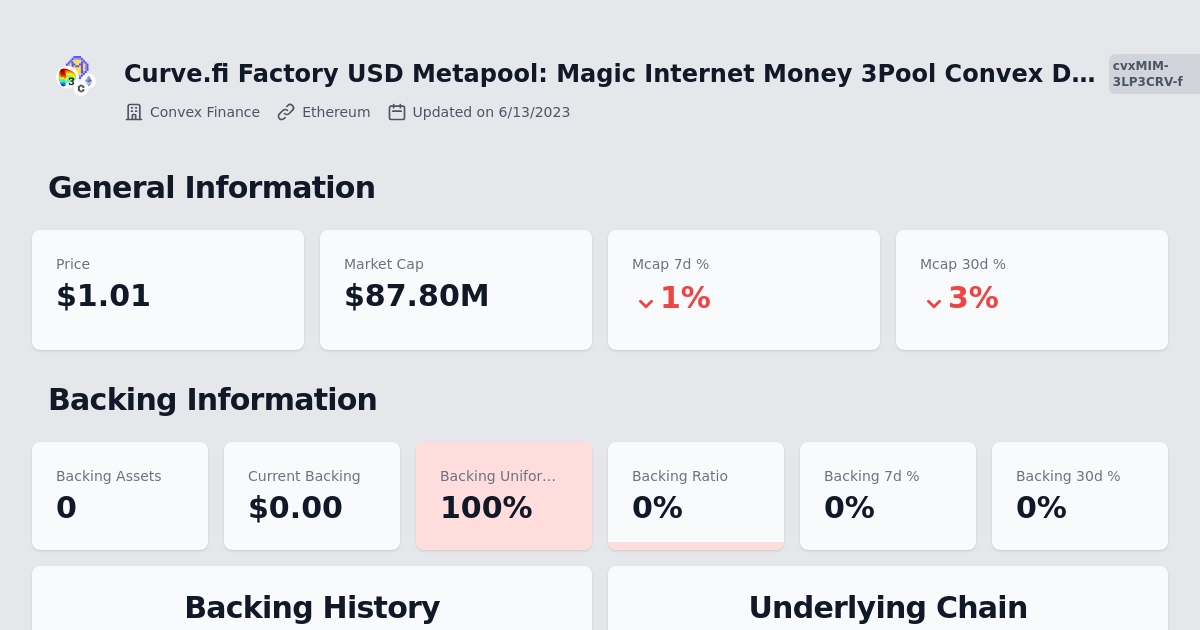 Curve.fi Factory USD Metapool: Magic Internet Money 3Pool Convex D...
cvxMIM-
3LP3CRV-f
Convex Finance
Ethereum
Updated on 6/13/2023
General Information
Price
$1.01
Market Cap
$87.80M
Mcap 7d %
1%
Mcap 30d %
3%
Backing Information
Backing Assets
0
Current Backing
$0.00
Backing Unifor...
100%
Backing Ratio
0%
Backing 7d %
0%
Backing 30d %
0%
Backing History
Underlying Chain